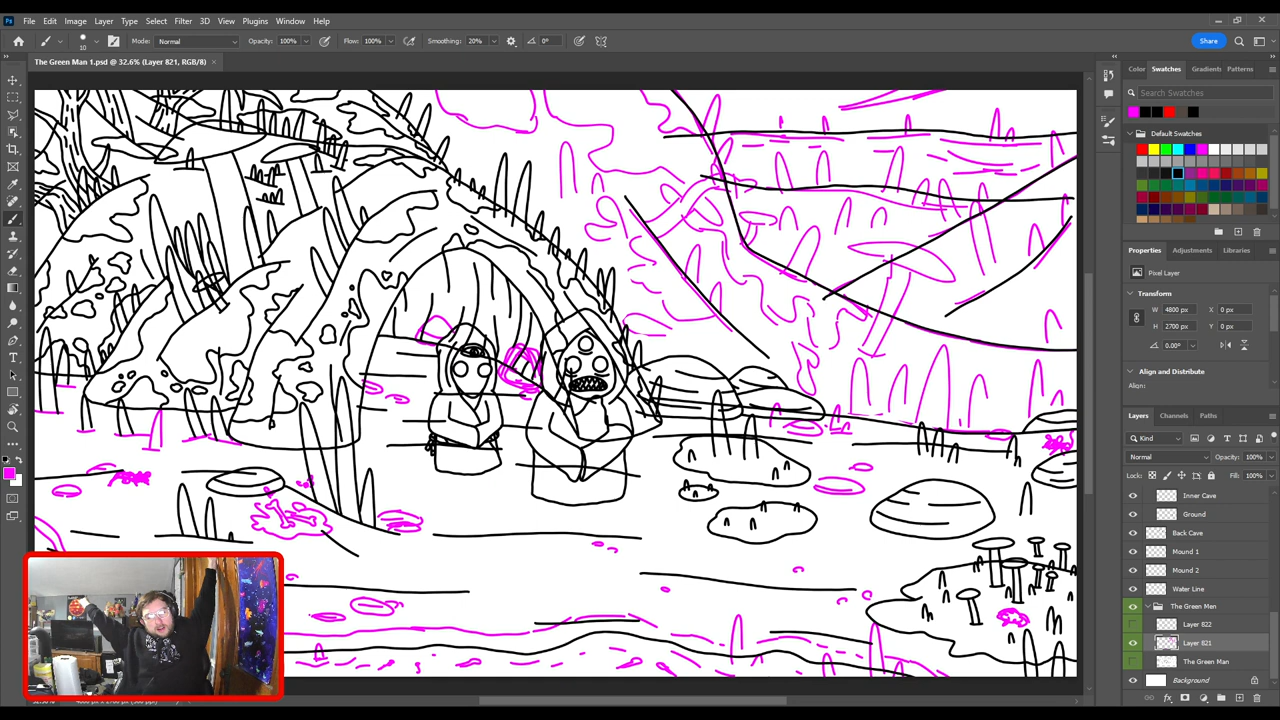 Ps File Edit Image Layer Type Select Filter 3D View Plugins Window Help
10 Mode: Normal Opacity: 100% Flow: 100% Smoothing: 20% 0° Share
The Green Man 1.psd @ 32.6% (Layer 821, RGB/8)
Color Swatches Gradients Patterns
Search Swatches
Default Swatches
Properties Adjustments Libraries
Pixel Layer
Transform
W 4800 px X 0 px
H 2700 px Y 0 px
0.00°
Align and Distribute
Align:
Layers Channels Paths
Kind
Normal Opacity: 100%
Lock: Fill: 100%
Inner Cave
Ground
Back Cave
Mound 1
Mound 2
Water Line
The Green Men
Layer 822
Layer 821
The Green Man
Background